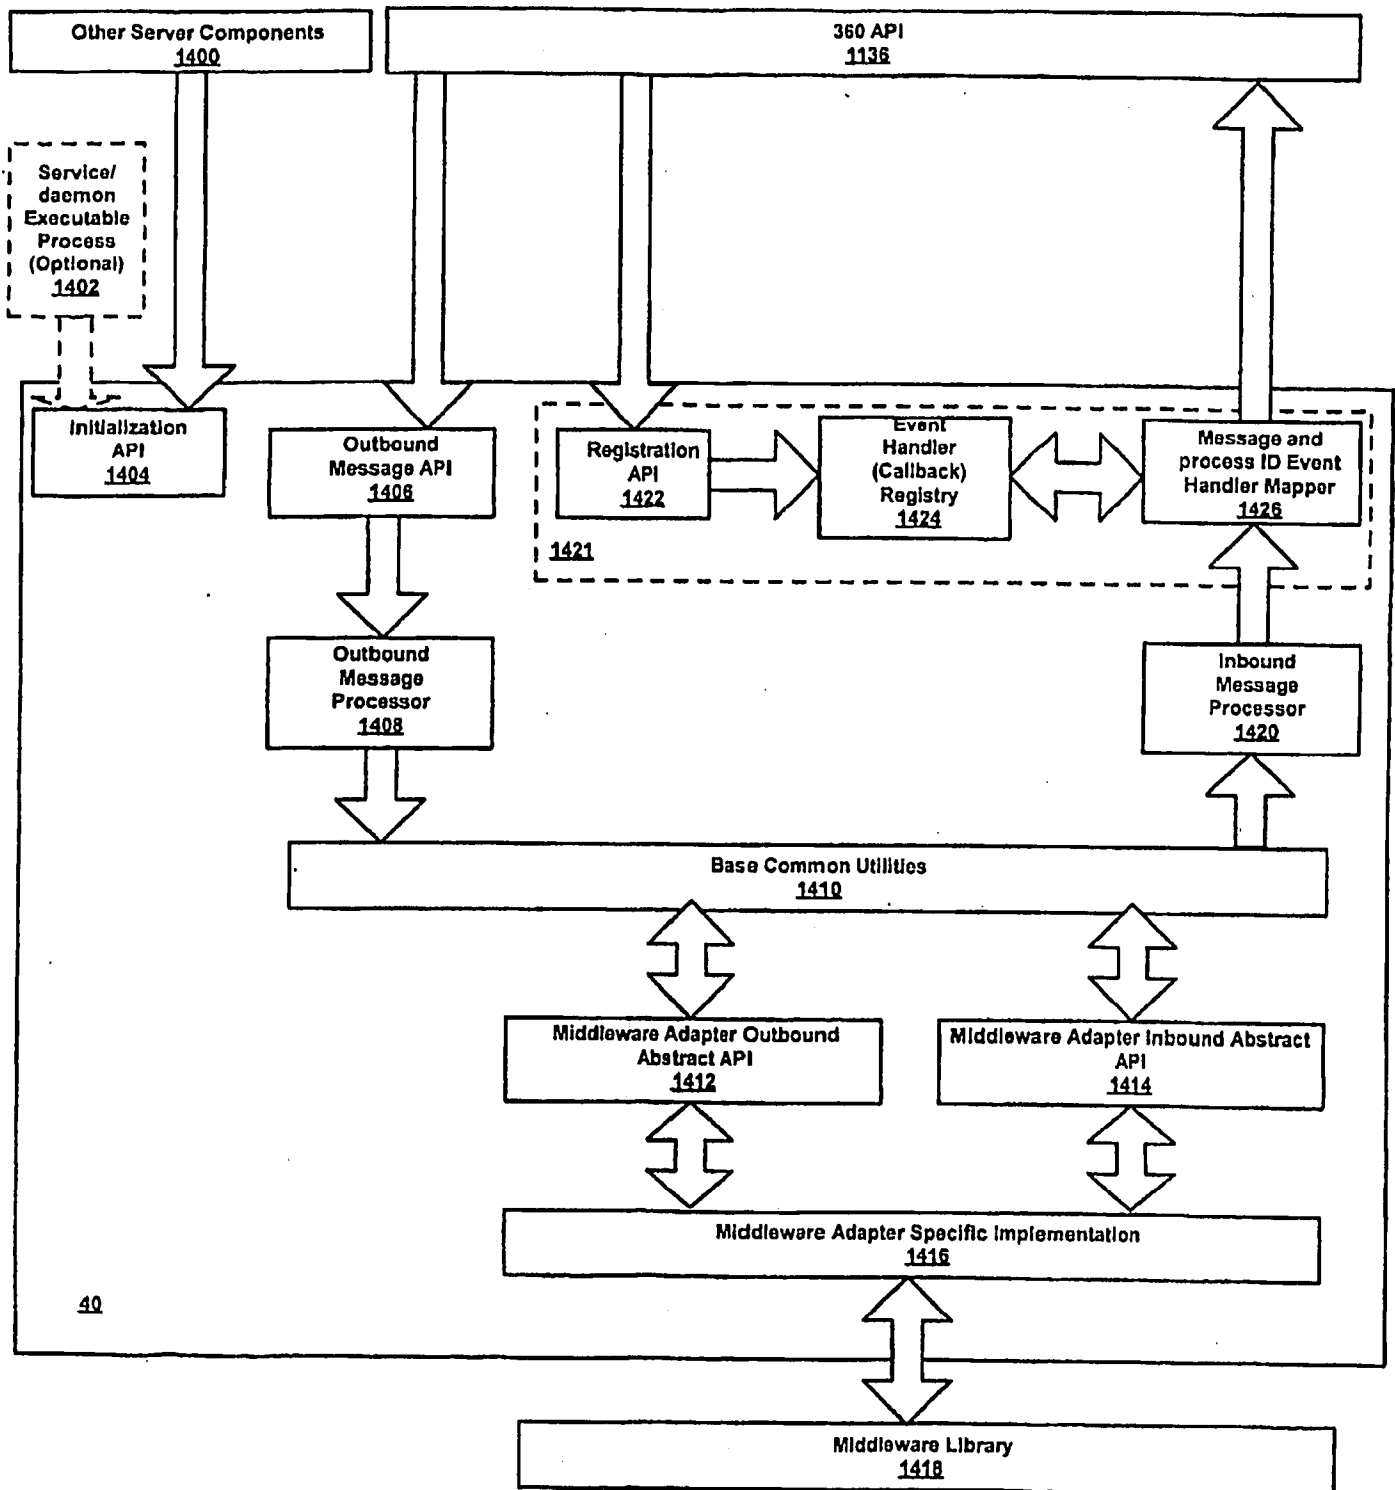 Other Server Components
1400
360 API
1136
Service/
daemon
Executable
Process
(Optional)
1402
Initialization
API
1404
Outbound
Message API
1406
Registration
API
1422
Event
Handler
(Callback)
Registry
1424
Message and
process ID Event
Handler Mapper
1426
1421
Outbound
Message
Processor
1408
Inbound
Message
Processor
1420
Base Common Utilities
1410
Middleware Adapter Outbound
Abstract API
1412
Middleware Adapter Inbound Abstract
API
1414
Middleware Adapter Specific Implementation
1416
40
Middleware Library
1418